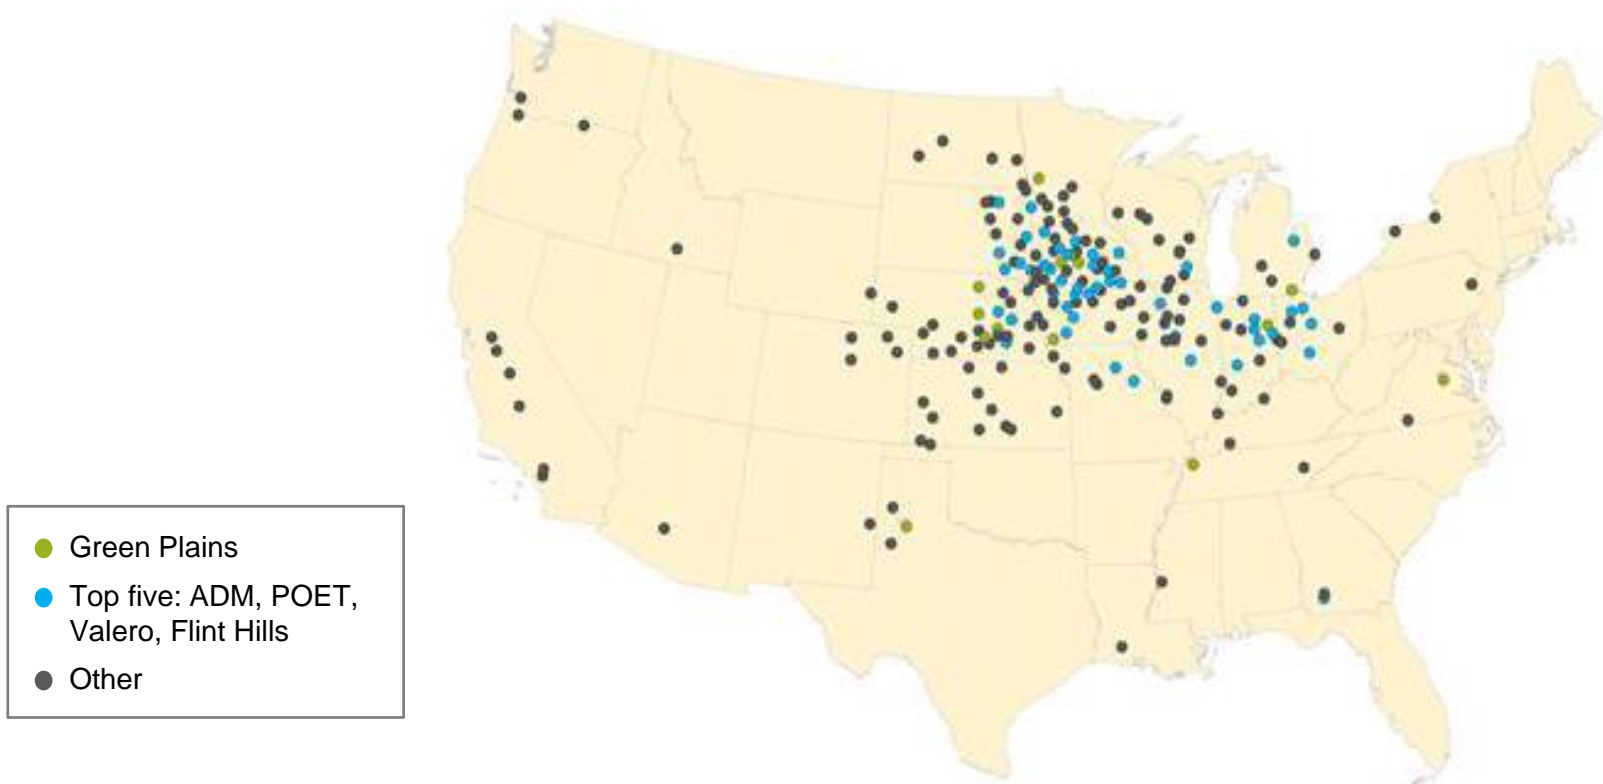 Green Plains
Top five: ADM, POET,
Valero, Flint Hills
Other